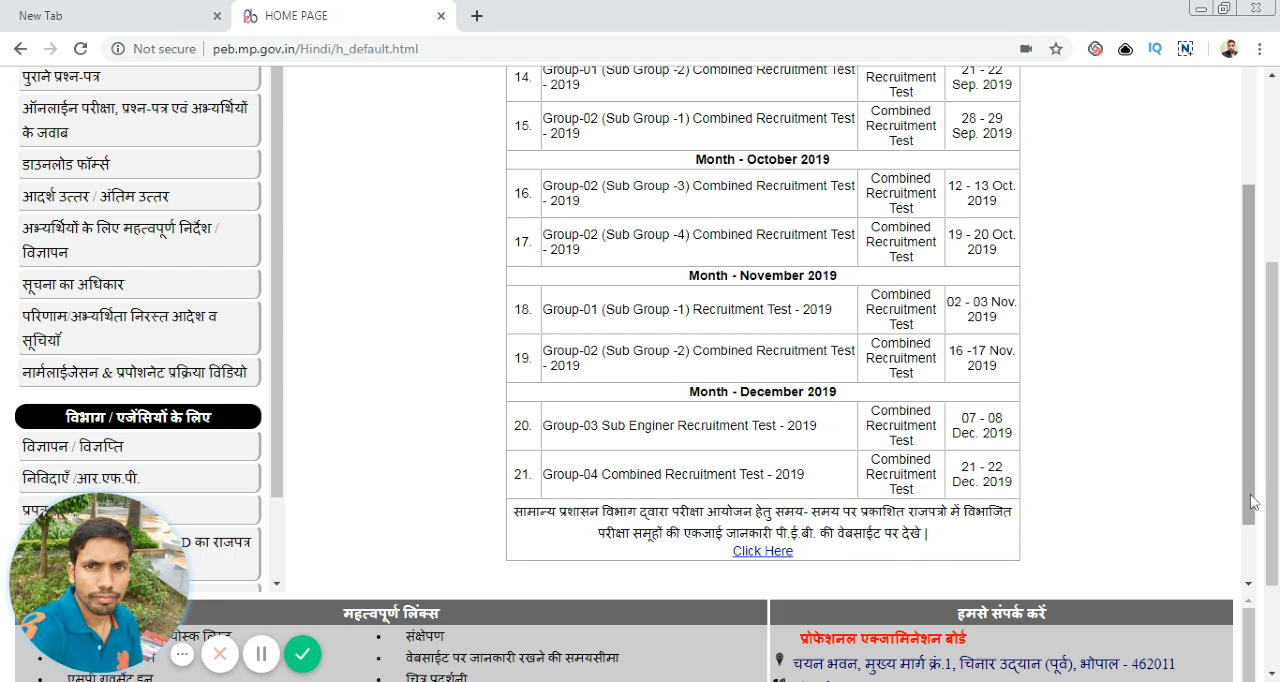 New Tab
HOME PAGE
Not secure
peb.mp.gov.in/Hindi/h_default.html
IQ
N
पुराने प्रश्न-पत्र
ऑनलाईन परीक्षा, प्रश्न-पत्र एवं अभ्यर्थियों
के जवाब
डाउनलोड फॉर्म्स
आदर्श उत्तर / अंतिम उत्तर
अभ्यर्थियों के लिए महत्वपूर्ण निर्देश /
विज्ञापन
सूचना का अधिकार
परिणाम/अभ्यर्थिता निरस्त आदेश व
सूचियाँ
नार्मलाईजेसन & प्रपोशनेट प्रक्रिया विडियो
विभाग / एजेंसियों के लिए
विज्ञापन / विज्ञप्ति
निविदाएँ /आर.एफ.पी.
D का राजपत्र
14. Group-01 (Sub Group -2) Combined Recruitment Test - 2019 Recruitment Test 21 - 22 Sep. 2019
15. Group-02 (Sub Group -1) Combined Recruitment Test - 2019 Combined Recruitment Test 28 - 29 Sep. 2019
Month - October 2019
16. Group-02 (Sub Group -3) Combined Recruitment Test - 2019 Combined Recruitment Test 12 - 13 Oct. 2019
17. Group-02 (Sub Group -4) Combined Recruitment Test - 2019 Combined Recruitment Test 19 - 20 Oct. 2019
Month - November 2019
18. Group-01 (Sub Group -1) Recruitment Test - 2019 Combined Recruitment Test 02 - 03 Nov. 2019
19. Group-02 (Sub Group -2) Combined Recruitment Test - 2019 Combined Recruitment Test 16 -17 Nov. 2019
Month - December 2019
20. Group-03 Sub Enginer Recruitment Test - 2019 Combined Recruitment Test 07 - 08 Dec. 2019
21. Group-04 Combined Recruitment Test - 2019 Combined Recruitment Test 21 - 22 Dec. 2019
सामान्य प्रशासन विभाग द्वारा परीक्षा आयोजन हेतु समय- समय पर प्रकाशित राजपत्रो में विभाजित
परीक्षा समूहों की एकजाई जानकारी पी.ई.बी. की वेबसाईट पर देखे |
Click Here
महत्वपूर्ण लिंक्स
संक्षेपण
वेबसाईट पर जानकारी रखने की समयसीमा
चित्र प्रदर्शनी
हमसे संपर्क करें
प्रोफेशनल एक्जामिनेशन बोर्ड
चयन भवन, मुख्य मार्ग क्रं.1, चिनार उद्यान (पूर्व), भोपाल - 462011